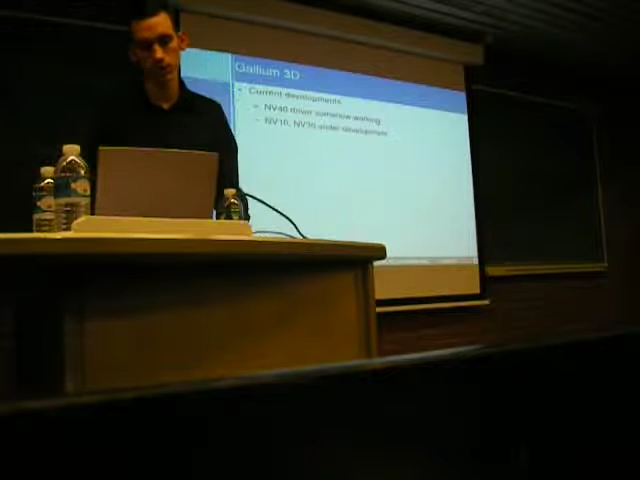 Gallium 3D
Current developments
NV40 driver somehow working
NV10, NV30 under development